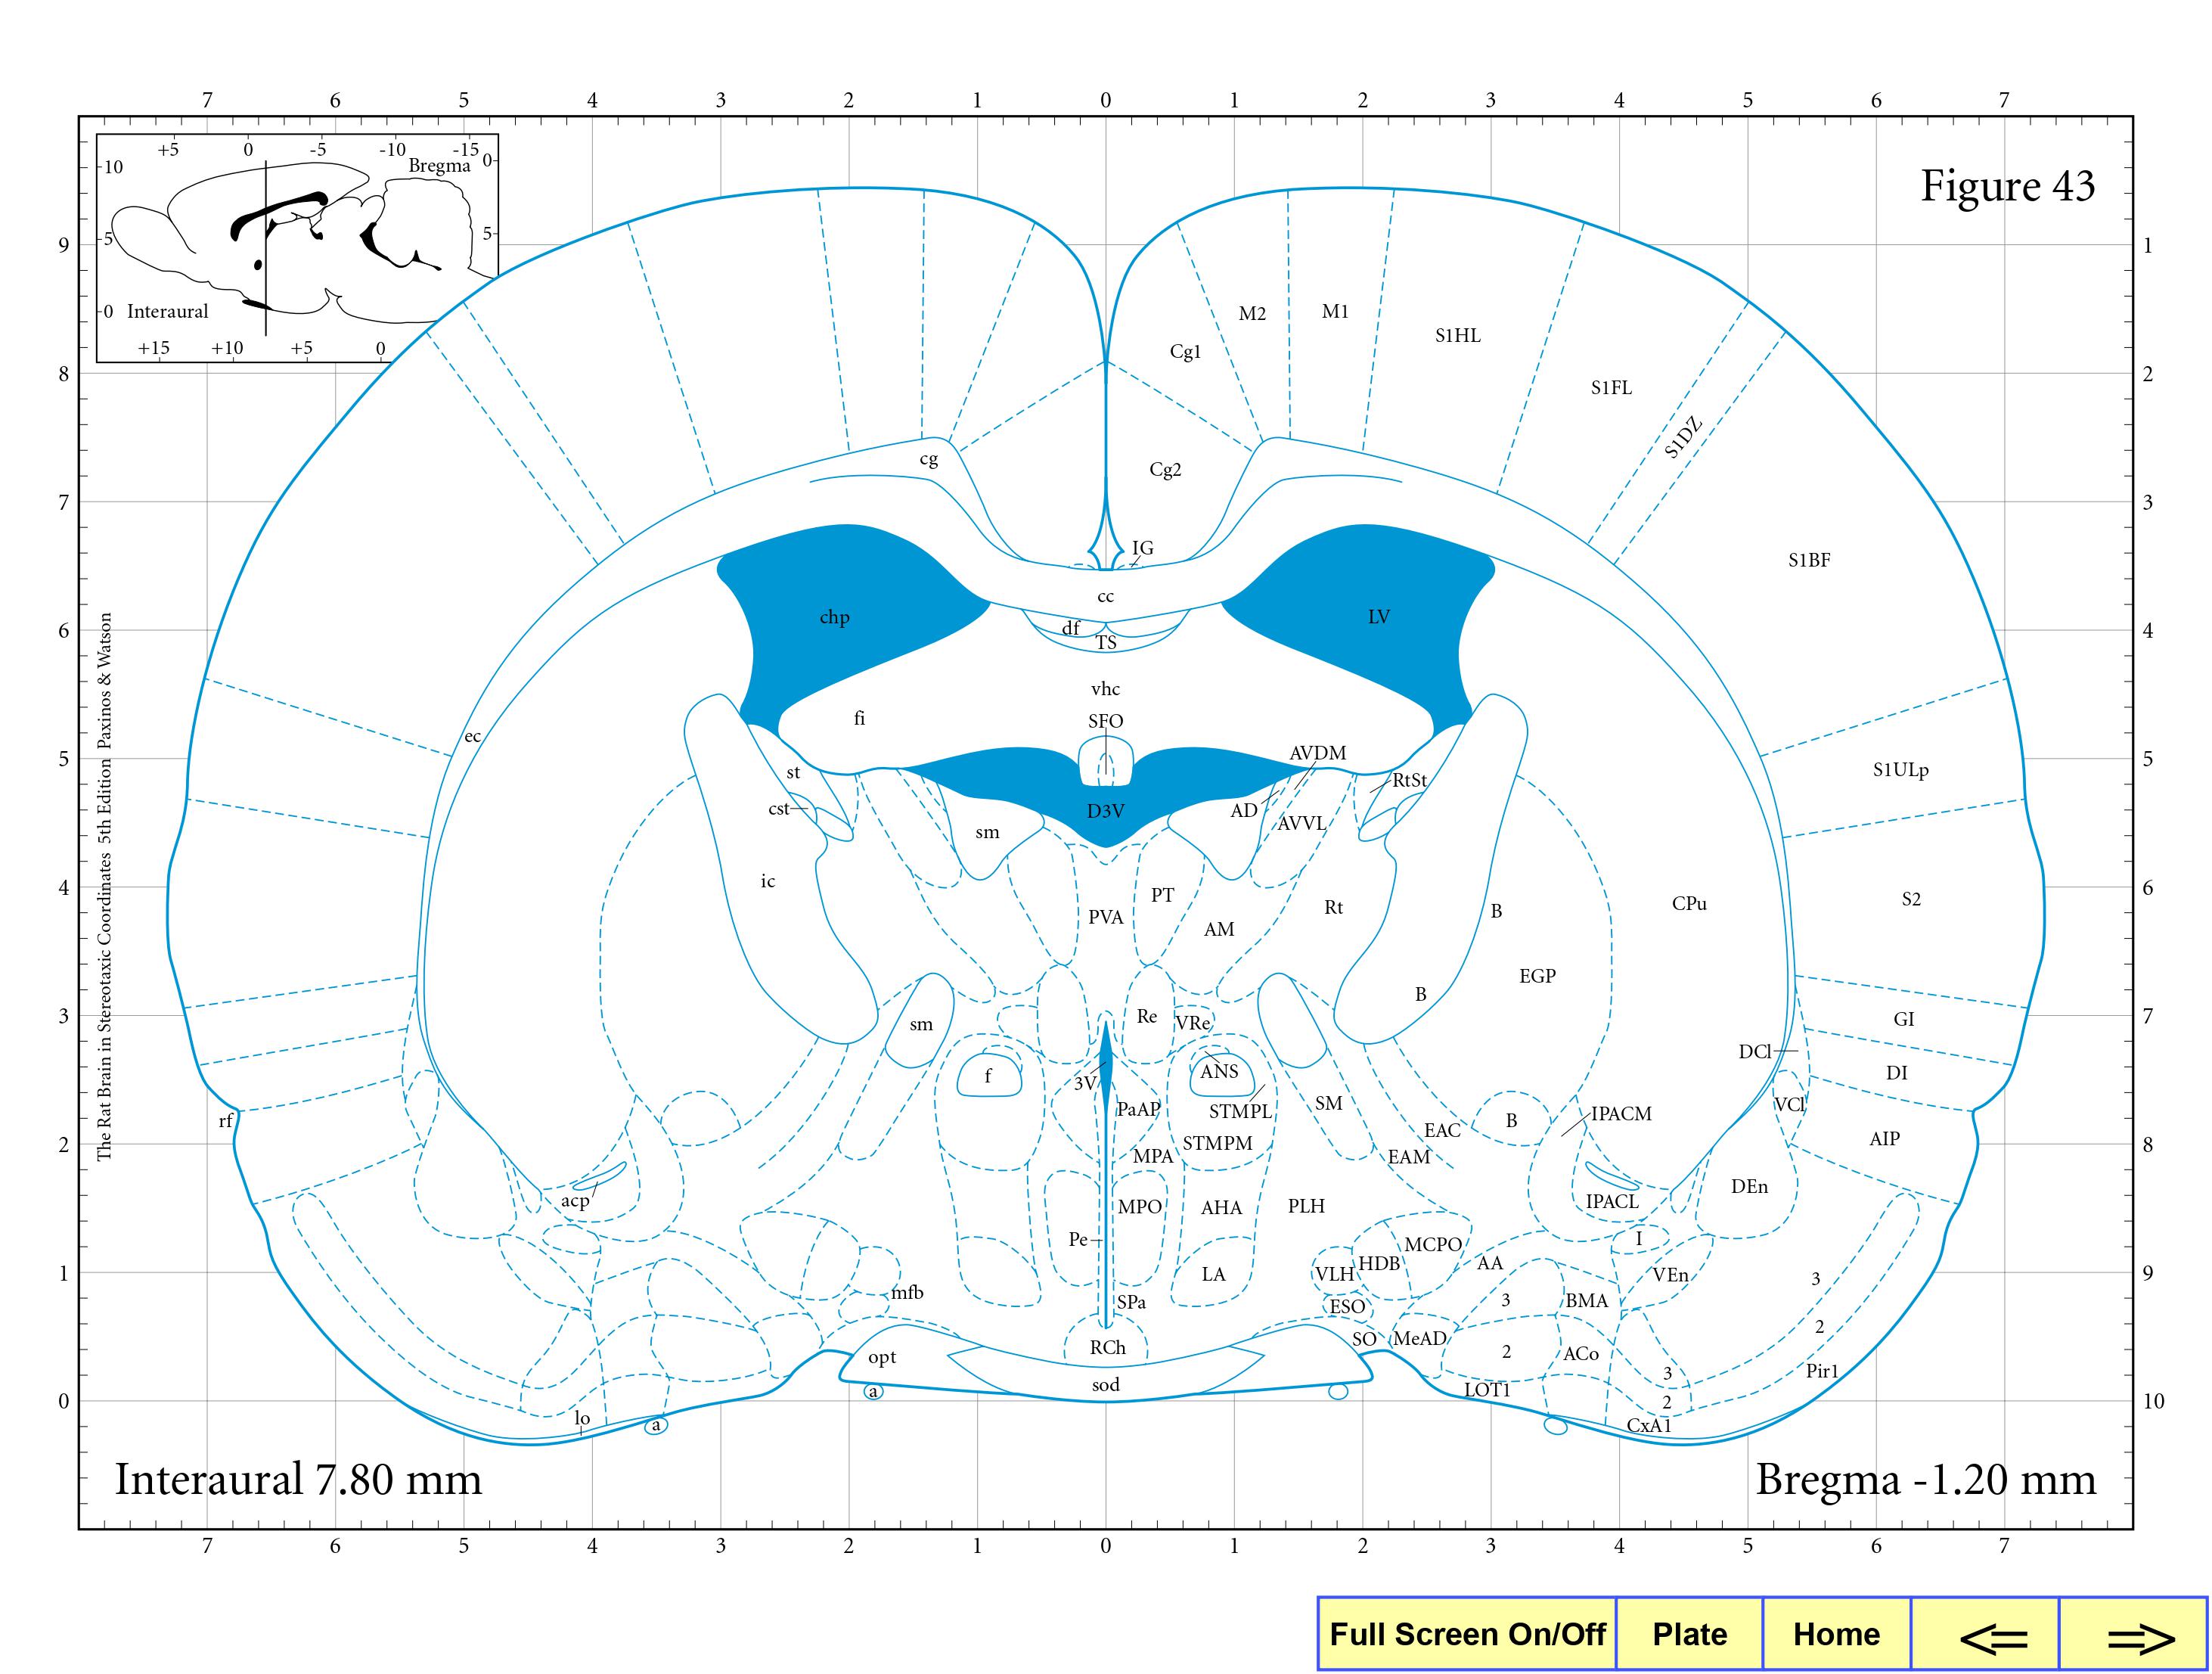 7 6 5 4 3 2 1 0 1 2 3 4 5 6 7
+5 0 -5 -10 -15
Bregma 0
10
5 5
0 Interaural
+15 +10 +5 0
Figure 43
9 1
8 2
7 3
6 4
5 5
4 6
3 7
2 8
1 9
0 10
The Rat Brain in Stereotaxic Coordinates 5th Edition Paxinos & Watson
M2 M1
S1HL
Cg1
S1FL
S1DZ
cg
Cg2
IG
S1BF
cc
chp LV
df
TS
vhc
fi SFO
ec
AVDM
st RtSt
S1ULp
cst AD
D3V
AVVL
sm
ic PT
S2
CPu
Rt B
PVA
AM
EGP
B
Re
VRe
sm GI
DCl
f ANS DI
3V
SM VCl
PaAP STMPL IPACM
rf B
EAC
STMPM AIP
MPA EAM
DEn
acp IPACL
MPO AHA PLH
Pe I
MCPO
HDB AA
LA VLH VEn
3
mfb
SPa ESO 3 BMA
2
SO MeAD
RCh
opt 2 ACo
Pir1
3
sod
a LOT1
2
lo
a CxA1
Interaural 7.80 mm Bregma -1.20 mm
7 6 5 4 3 2 1 0 1 2 3 4 5 6 7
Full Screen On/Off Plate Home <= =>